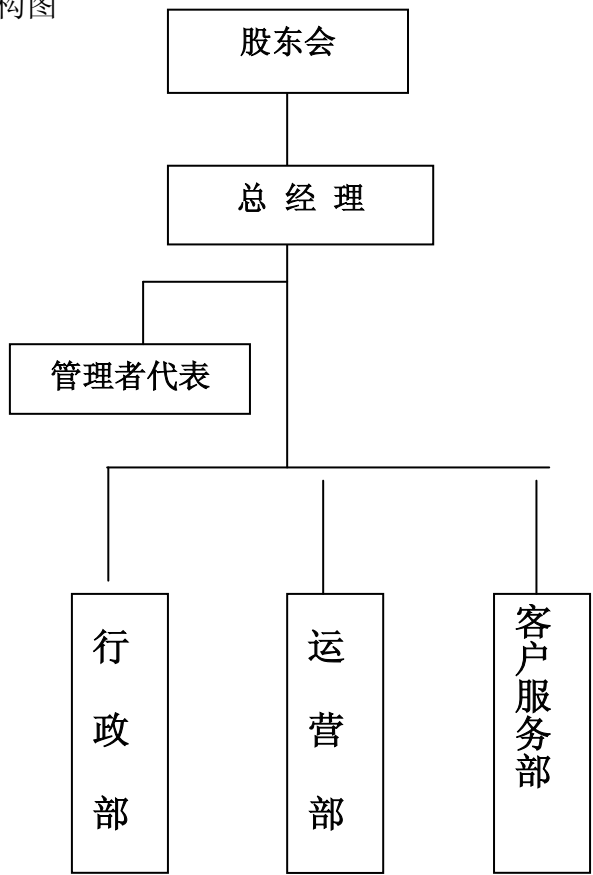 构图
股东会
总 经 理
管理者代表
行政部
运营部
客户服务部